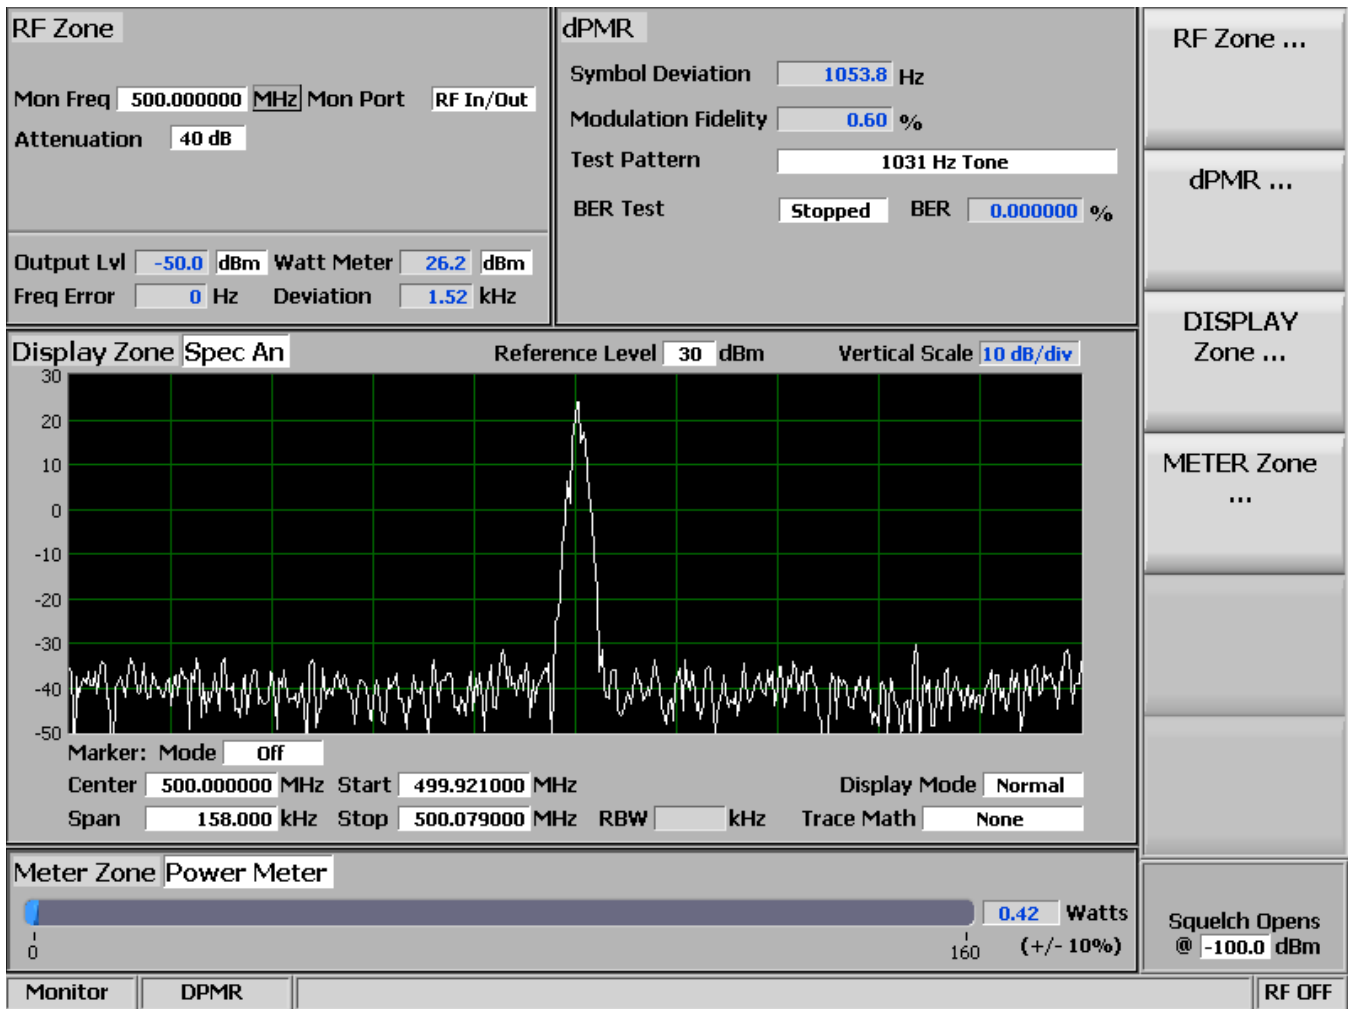 RF Zone
Mon Freq 500.000000 MHz Mon Port RF In/Out
Attenuation 40 dB
Output Lvl -50.0 dBm Watt Meter 26.2 dBm
Freq Error 0 Hz Deviation 1.52 kHz
dPMR
Symbol Deviation 1053.8 Hz
Modulation Fidelity 0.60 %
Test Pattern 1031 Hz Tone
BER Test Stopped BER 0.000000 %
Display Zone Spec An Reference Level 30 dBm Vertical Scale 10 dB/div
30
20
10
0
-10
-20
-30
-40
-50
Marker: Mode Off
Center 500.000000 MHz Start 499.921000 MHz Display Mode Normal
Span 158.000 kHz Stop 500.079000 MHz RBW kHz Trace Math None
Meter Zone Power Meter
0.42 Watts
0 160 (+/- 10%)
RF Zone ...
dPMR ...
DISPLAY
Zone ...
METER Zone
...
Squelch Opens
@ -100.0 dBm
Monitor DPMR RF OFF